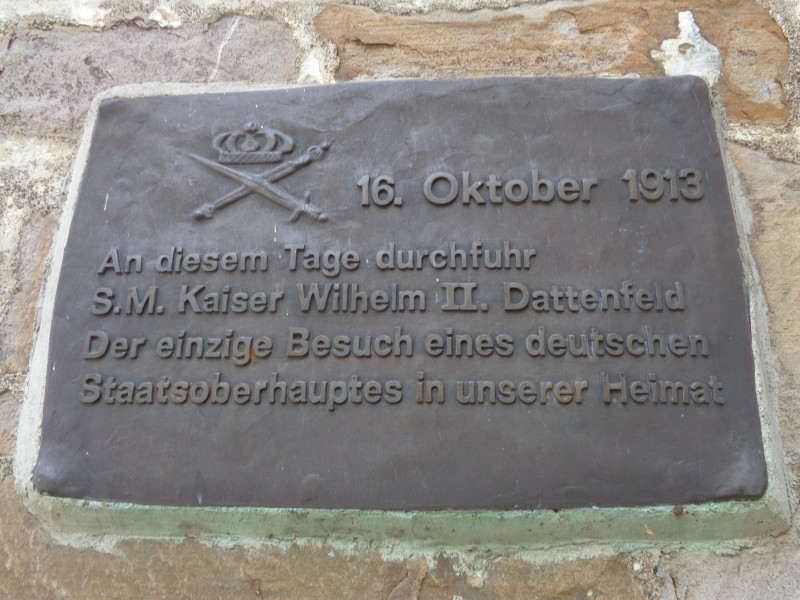 16. Oktober 1913
An diesem Tage durchfuhr
S.M. Kaiser Wilhelm II. Dattenfeld
Der einzige Besuch eines deutschen
Staatsoberhauptes in unserer Heimat